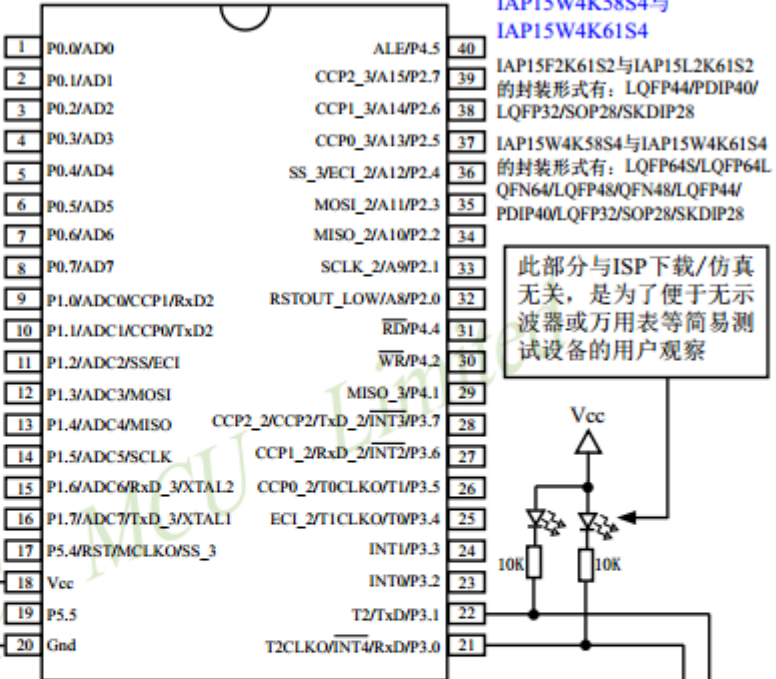 IAP15W4K58S4与
IAP15W4K61S4
IAP15F2K61S2与IAP15L2K61S2
的封装形式有：LQFP44/PDIP40/
LQFP32/SOP28/SKDIP28
IAP15W4K58S4与IAP15W4K61S4
的封装形式有：LQFP64S/LQFP64L
QFN64/LQFP48/QFN48/LQFP44/
PDIP40/LQFP32/SOP28/SKDIP28
1 P0.0/AD0 ALE/P4.5 40
2 P0.1/AD1 CCP2_3/A15/P2.7 39
3 P0.2/AD2 CCP1_3/A14/P2.6 38
4 P0.3/AD3 CCP0_3/A13/P2.5 37
5 P0.4/AD4 SS_3/ECI_2/A12/P2.4 36
6 P0.5/AD5 MOSI_2/A11/P2.3 35
7 P0.6/AD6 MISO_2/A10/P2.2 34
8 P0.7/AD7 SCLK_2/A9/P2.1 33
9 P1.0/ADC0/CCP1/RxD2 RSTOUT_LOW/A8/P2.0 32
10 P1.1/ADC1/CCP0/TxD2 RD/P4.4 31
11 P1.2/ADC2/SS/ECI WR/P4.2 30
12 P1.3/ADC3/MOSI MISO_3/P4.1 29
13 P1.4/ADC4/MISO CCP2_2/CCP2/TxD_2/INT3/P3.7 28
14 P1.5/ADC5/SCLK CCP1_2/RxD_2/INT2/P3.6 27
15 P1.6/ADC6/RxD_3/XTAL2 CCP0_2/T0CLKO/T1/P3.5 26
16 P1.7/ADC7/TxD_3/XTAL1 ECI_2/T1CLKO/T0/P3.4 25
17 P5.4/RST/MCLKO/SS_3 INT1/P3.3 24
18 Vcc INT0/P3.2 23
19 P5.5 T2/TxD/P3.1 22
20 Gnd T2CLKO/INT4/RxD/P3.0 21
此部分与ISP下载/仿真
无关，是为了便于无示
波器或万用表等简易测
试设备的用户观察
Vcc
10K
10K
MCU Limited